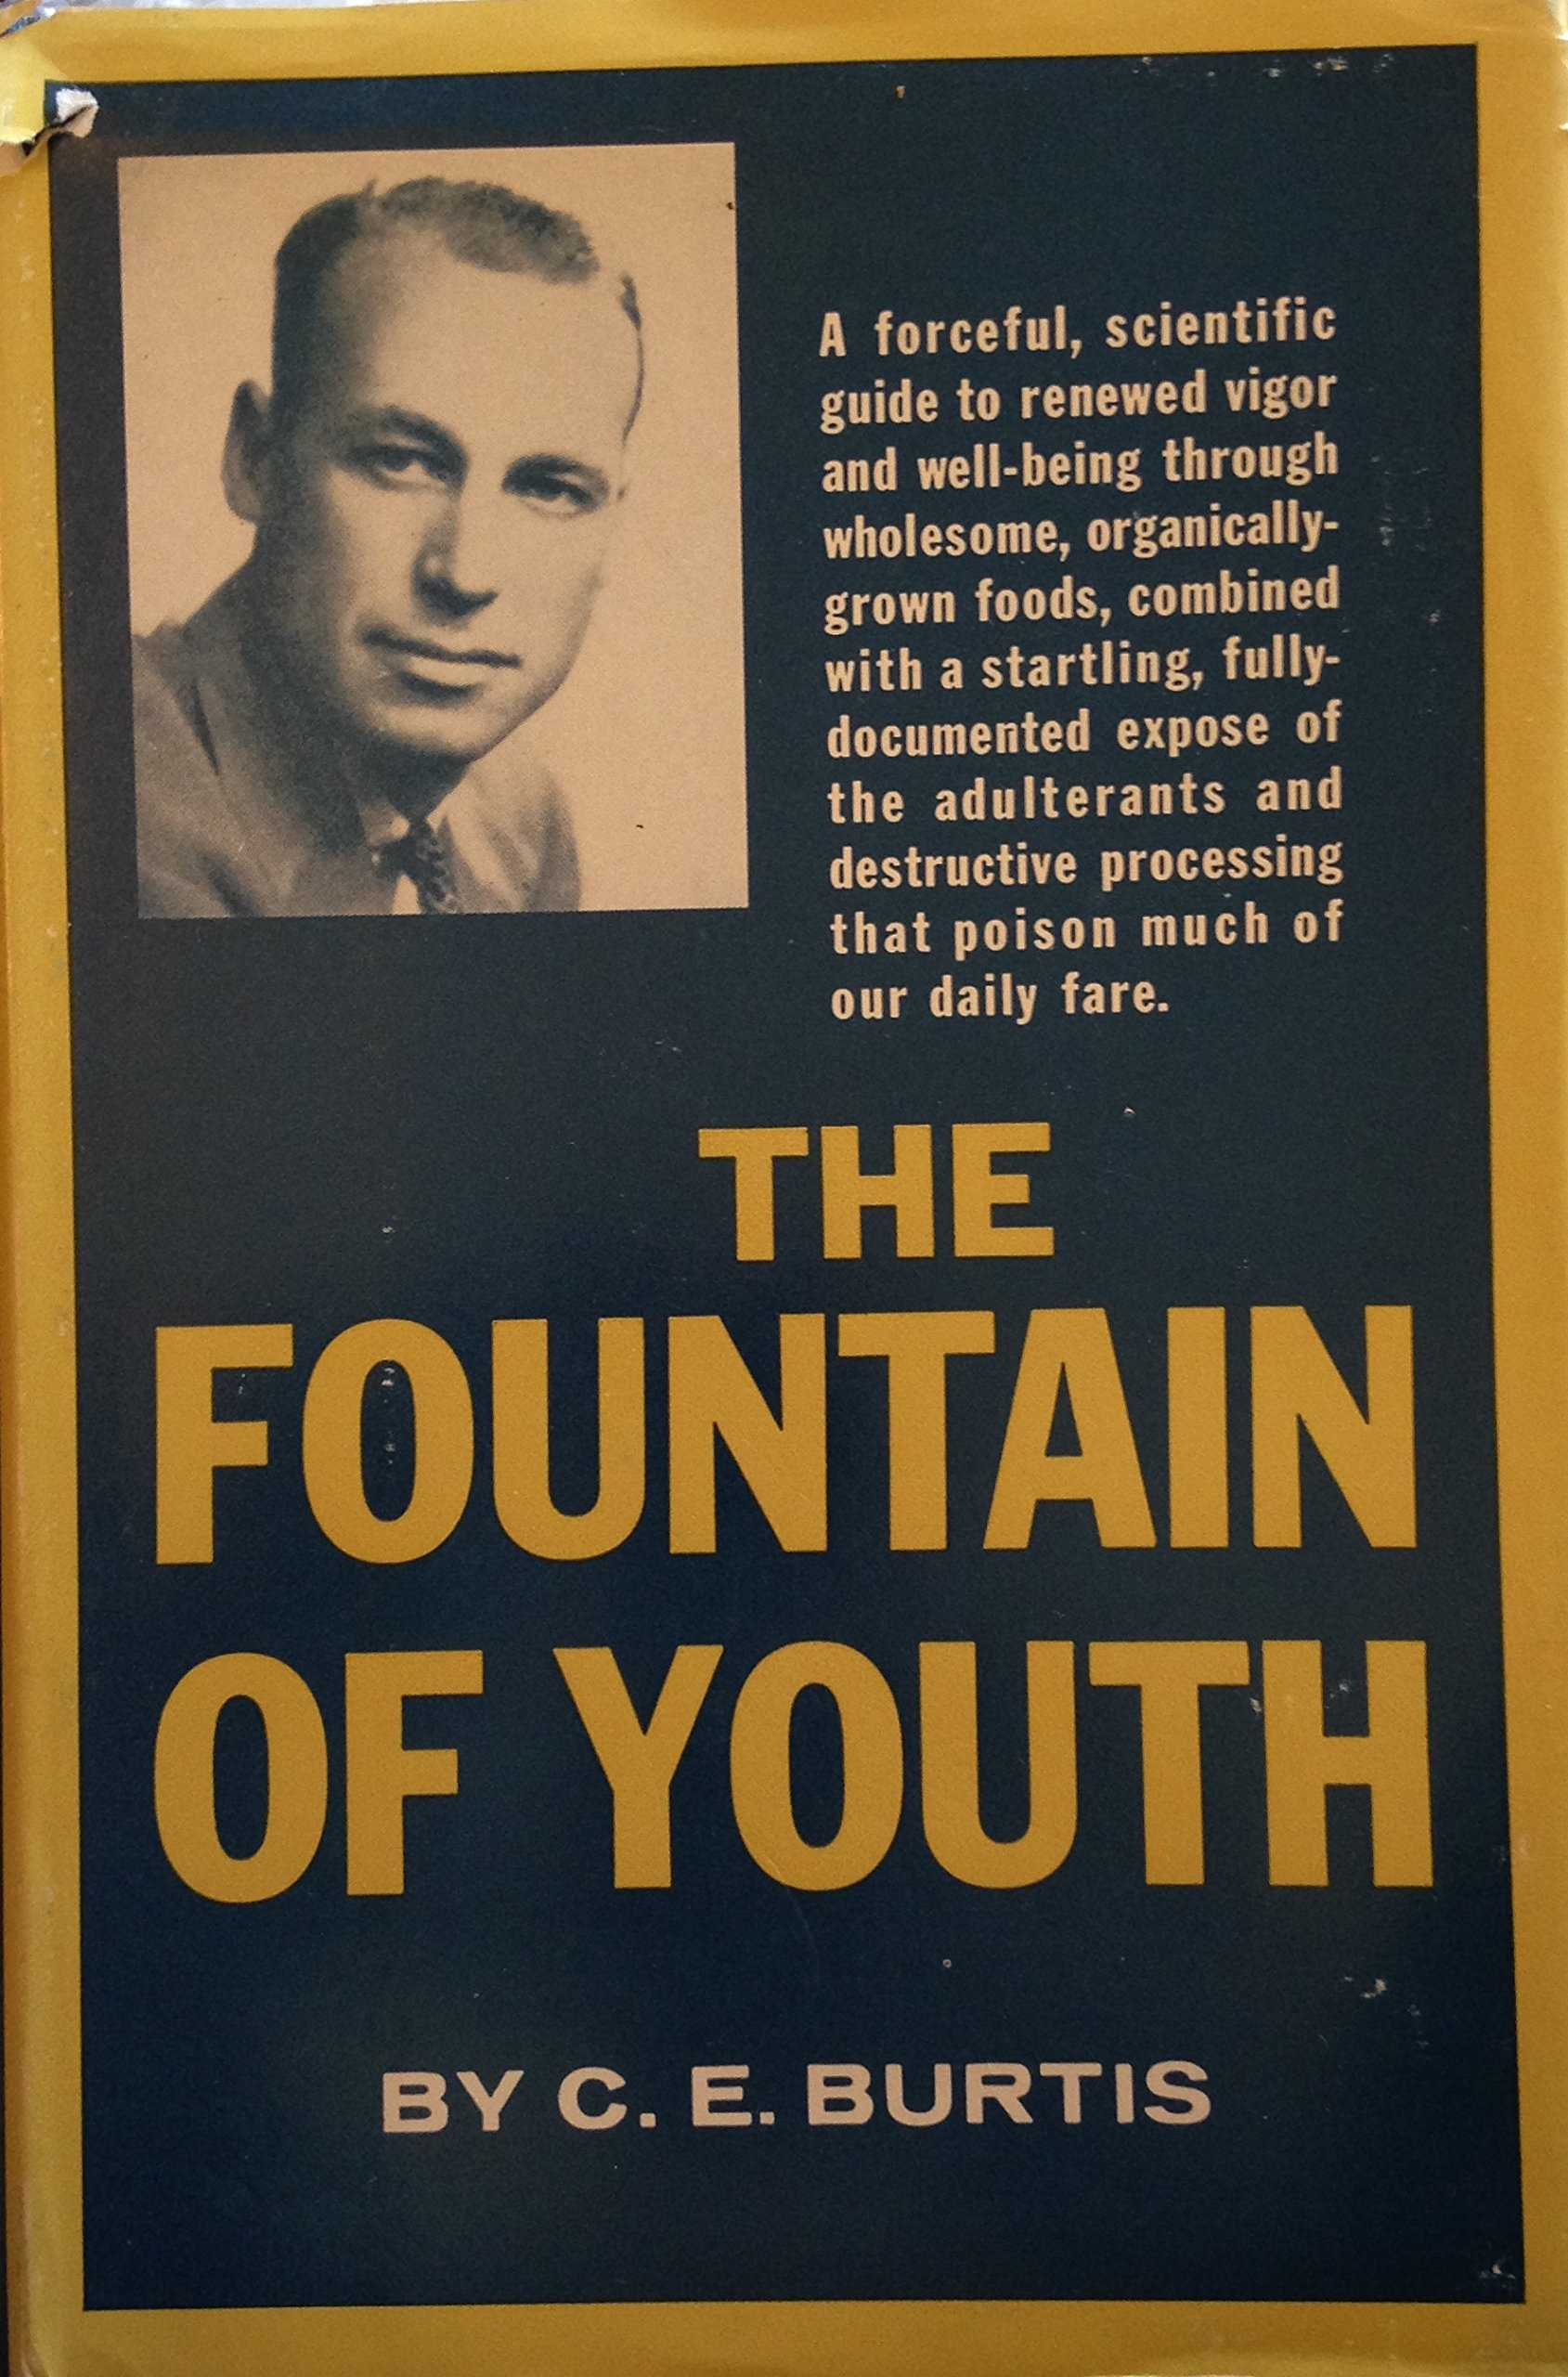 A forceful, scientific
guide to renewed vigor
and well-being through
wholesome, organically-
grown foods, combined
with a startling, fully-
documented expose of
the adulterants and
destructive processing
that poison much of
our daily fare.
THE
FOUNTAIN
OF YOUTH
BY C. E. BURTIS